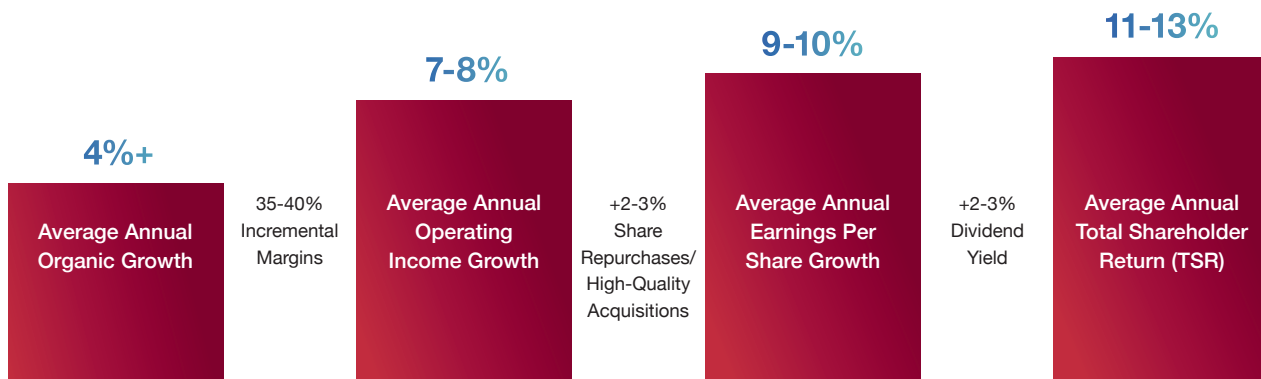 4%+
Average Annual
Organic Growth
35-40%
Incremental
Margins
7-8%
Average Annual
Operating
Income Growth
+2-3%
Share
Repurchases/
High-Quality
Acquisitions
9-10%
Average Annual
Earnings Per
Share Growth
+2-3%
Dividend
Yield
11-13%
Average Annual
Total Shareholder
Return (TSR)